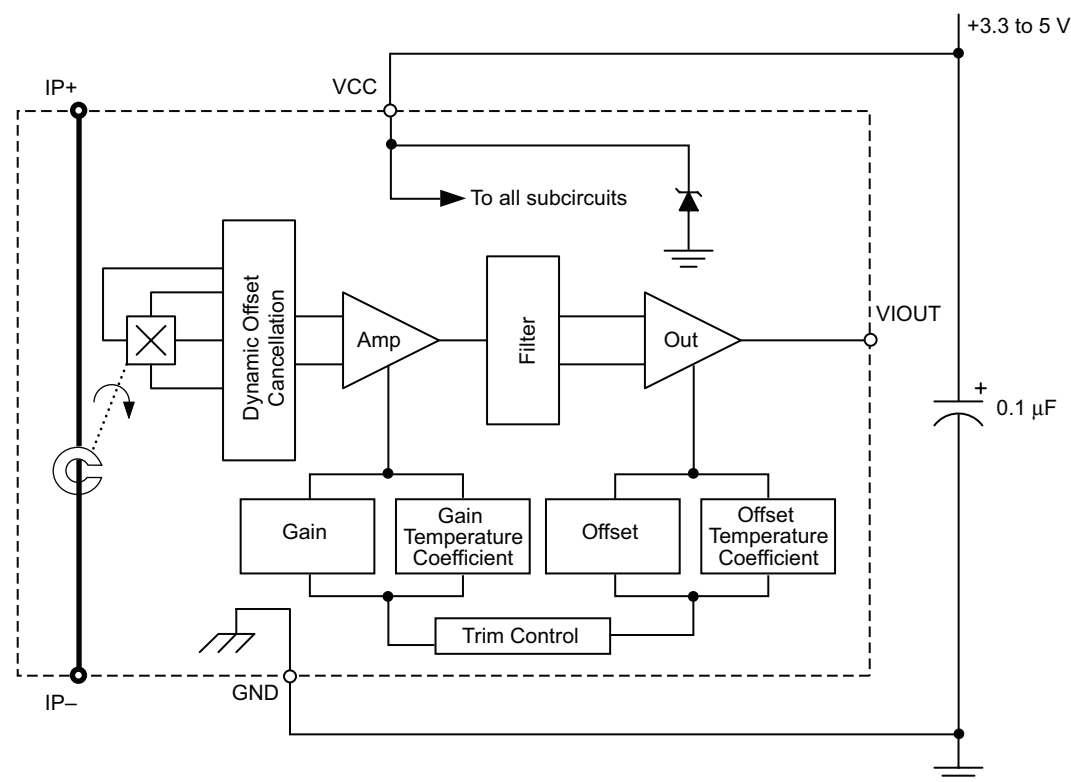 +3.3 to 5 V
IP+
VCC
To all subcircuits
VIOUT
Dynamic Offset
Cancellation
Amp
Filter
Out
+
0.1 µF
Gain
Gain
Temperature
Coefficient
Offset
Offset
Temperature
Coefficient
Trim Control
GND
IP–